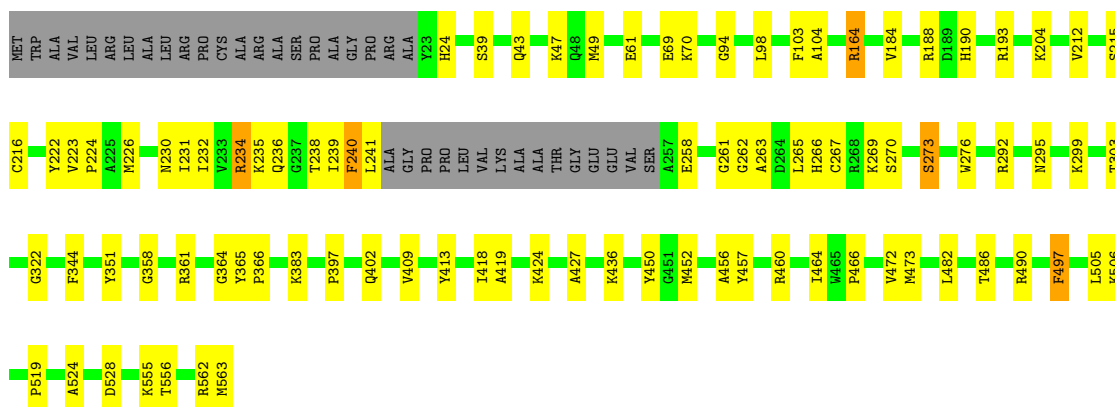 MET TRP ALA VAL LEU ARG LEU ALA LEU ARG PRO CYS ALA ARG ALA SER PRO ALA GLY PRO ARG ALA Y23 H24 S39 Q43 K47 Q48 M49 E61 E69 K70 G94 L98 F103 A104 R164 V184 R188 D189 H190 R193 K204 V212 S215
C216 Y222 V223 P224 A225 M226 N230 I231 I232 V233 R234 K235 Q236 G237 T238 I239 F240 L241 ALA GLY PRO PRO LEU VAL LYS ALA ALA THR GLY GLU GLU VAL SER A257 E258 G261 G262 A263 D264 L265 H266 C267 R268 K269 S270 S273 W276 R292 N295 K299 T303
G322 F344 Y351 G358 R361 G364 Y365 P366 K383 P397 Q402 V409 Y413 I418 A419 K424 A427 K436 Y450 G451 M452 A456 Y457 R460 I464 W465 P466 V472 M473 L482 T486 R490 F497 L505 K506
P519 A524 D528 K555 T556 R562 M563